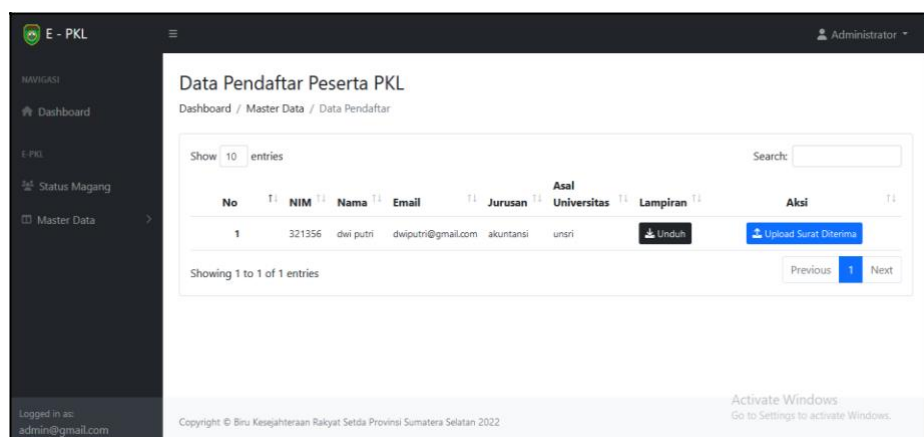 E - PKL
Administrator
NAVIGASI
Dashboard
E-PKL
Status Magang
Master Data
Data Pendaftar Peserta PKL
Dashboard / Master Data / Data Pendaftar
Show 10 entries
Search:
No NIM Nama Email Jurusan Asal Universitas Lampiran Aksi
1 321356 dwi putri dwiputri@gmail.com akuntansi unsri Unduh Upload Surat Diterima
Showing 1 to 1 of 1 entries
Previous 1 Next
Activate Windows
Go to Settings to activate Windows.
Logged in as:
admin@gmail.com
Copyright © Biru Kesejahteraan Rakyat Setda Provinsi Sumatera Selatan 2022